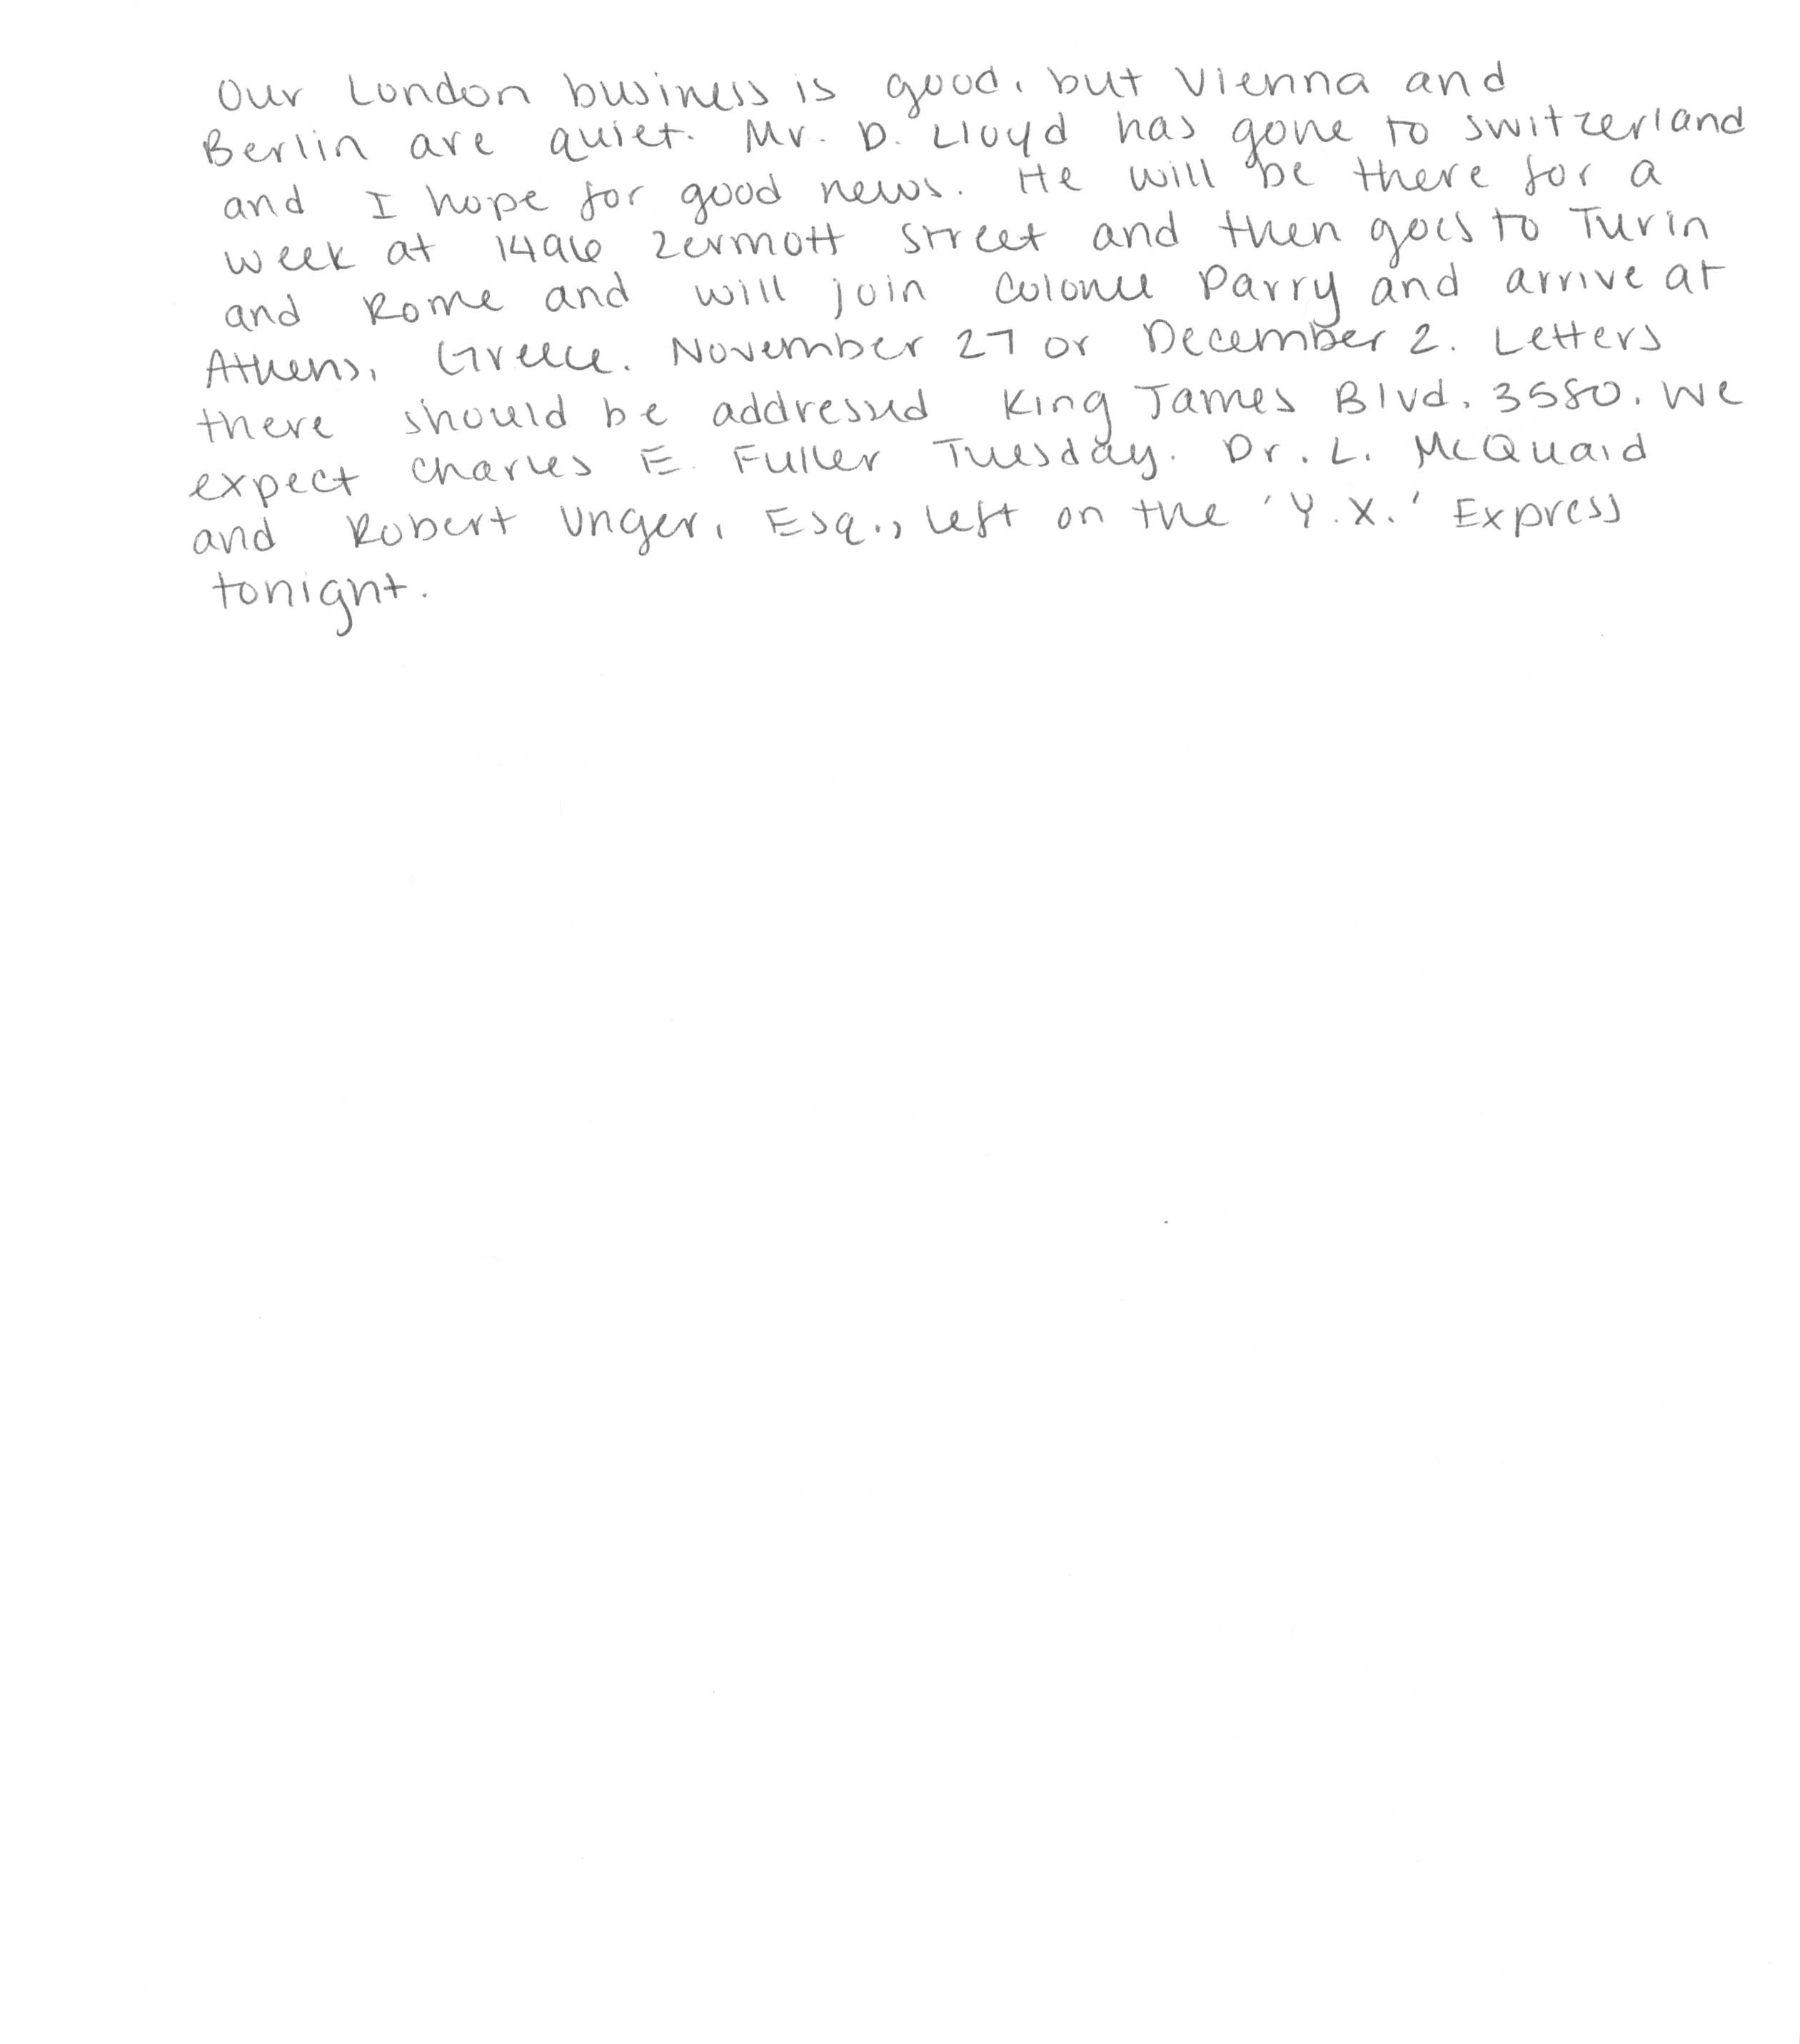 Our London business is good, but Vienna and
Berlin are quiet. Mr. D. Lloyd has gone to Switzerland
and I hope for good news. He will be there for a
week at 1496 Zermott Street and then goes to Turin
and Rome and will join Colonel Parry and arrive at
Athens, Greece. November 27 or December 2. Letters
there should be addressed King James Blvd. 3580. We
expect Charles E. Fuller Tuesday. Dr. L. McQuaid
and Robert Unger, Esq., left on the 'Y.X.' Express
tonight.